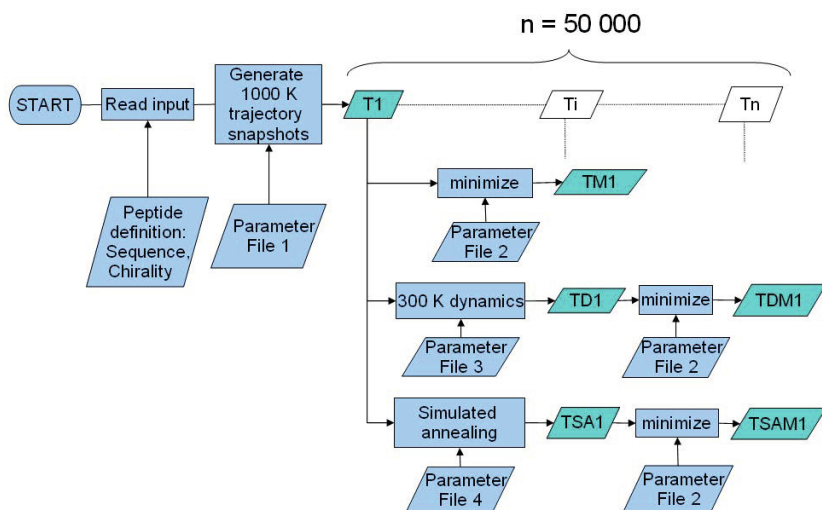 n = 50 000
START
Read input
Generate
1000 K
trajectory
snapshots
T1
Ti
Tn
Peptide
definition:
Sequence,
Chirality
Parameter
File 1
minimize
TM1
Parameter
File 2
300 K dynamics
TD1
minimize
TDM1
Parameter
File 3
Parameter
File 2
Simulated
annealing
TSA1
minimize
TSAM1
Parameter
File 4
Parameter
File 2